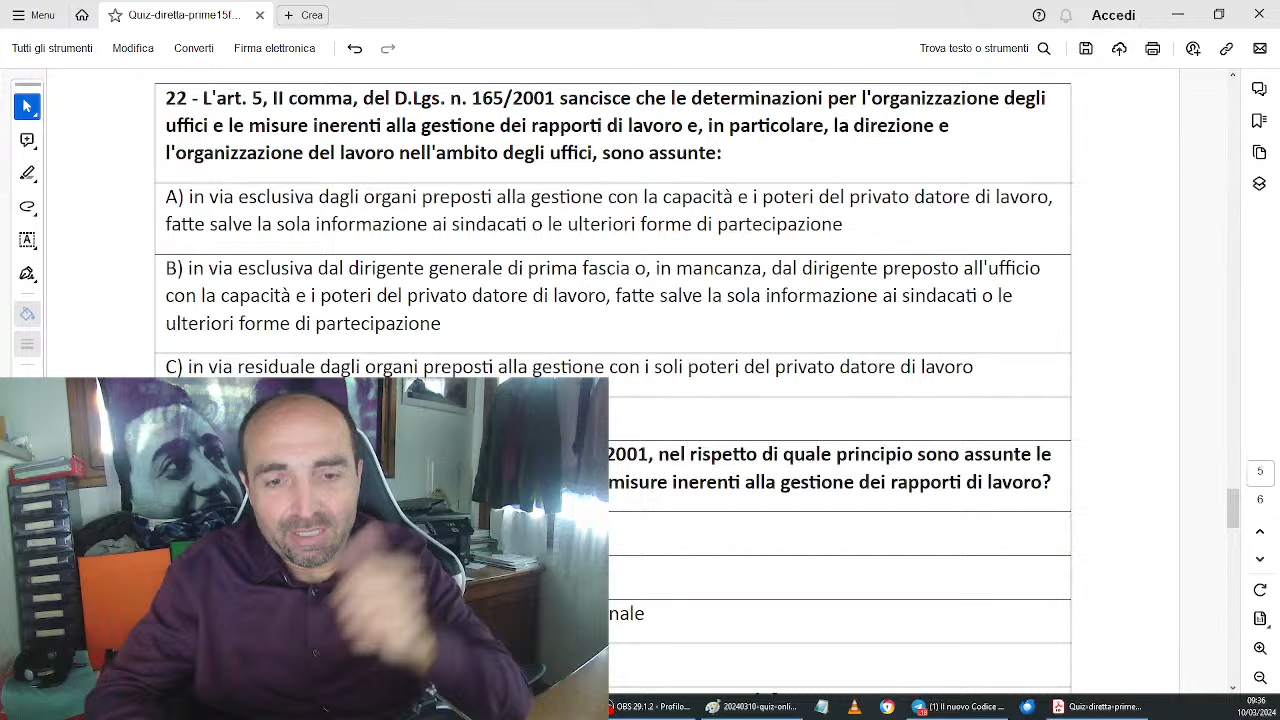 Menu
Quiz-diretta-prime15f...
Crea
Accedi
Tutti gli strumenti
Modifica
Converti
Firma elettronica
Trova testo o strumenti
22 - L'art. 5, II comma, del D.Lgs. n. 165/2001 sancisce che le determinazioni per l'organizzazione degli
uffici e le misure inerenti alla gestione dei rapporti di lavoro e, in particolare, la direzione e
l'organizzazione del lavoro nell'ambito degli uffici, sono assunte:
A) in via esclusiva dagli organi preposti alla gestione con la capacità e i poteri del privato datore di lavoro,
fatte salve la sola informazione ai sindacati o le ulteriori forme di partecipazione
B) in via esclusiva dal dirigente generale di prima fascia o, in mancanza, dal dirigente preposto all'ufficio
con la capacità e i poteri del privato datore di lavoro, fatte salve la sola informazione ai sindacati o le
ulteriori forme di partecipazione
C) in via residuale dagli organi preposti alla gestione con i soli poteri del privato datore di lavoro
2001, nel rispetto di quale principio sono assunte le
misure inerenti alla gestione dei rapporti di lavoro?
nale
5
6
OBS 29.1.2 - Profilo...
20240310-quiz-onli...
(1) Il nuovo Codice ...
Quiz-diretta-prime...
09:36
10/03/2024